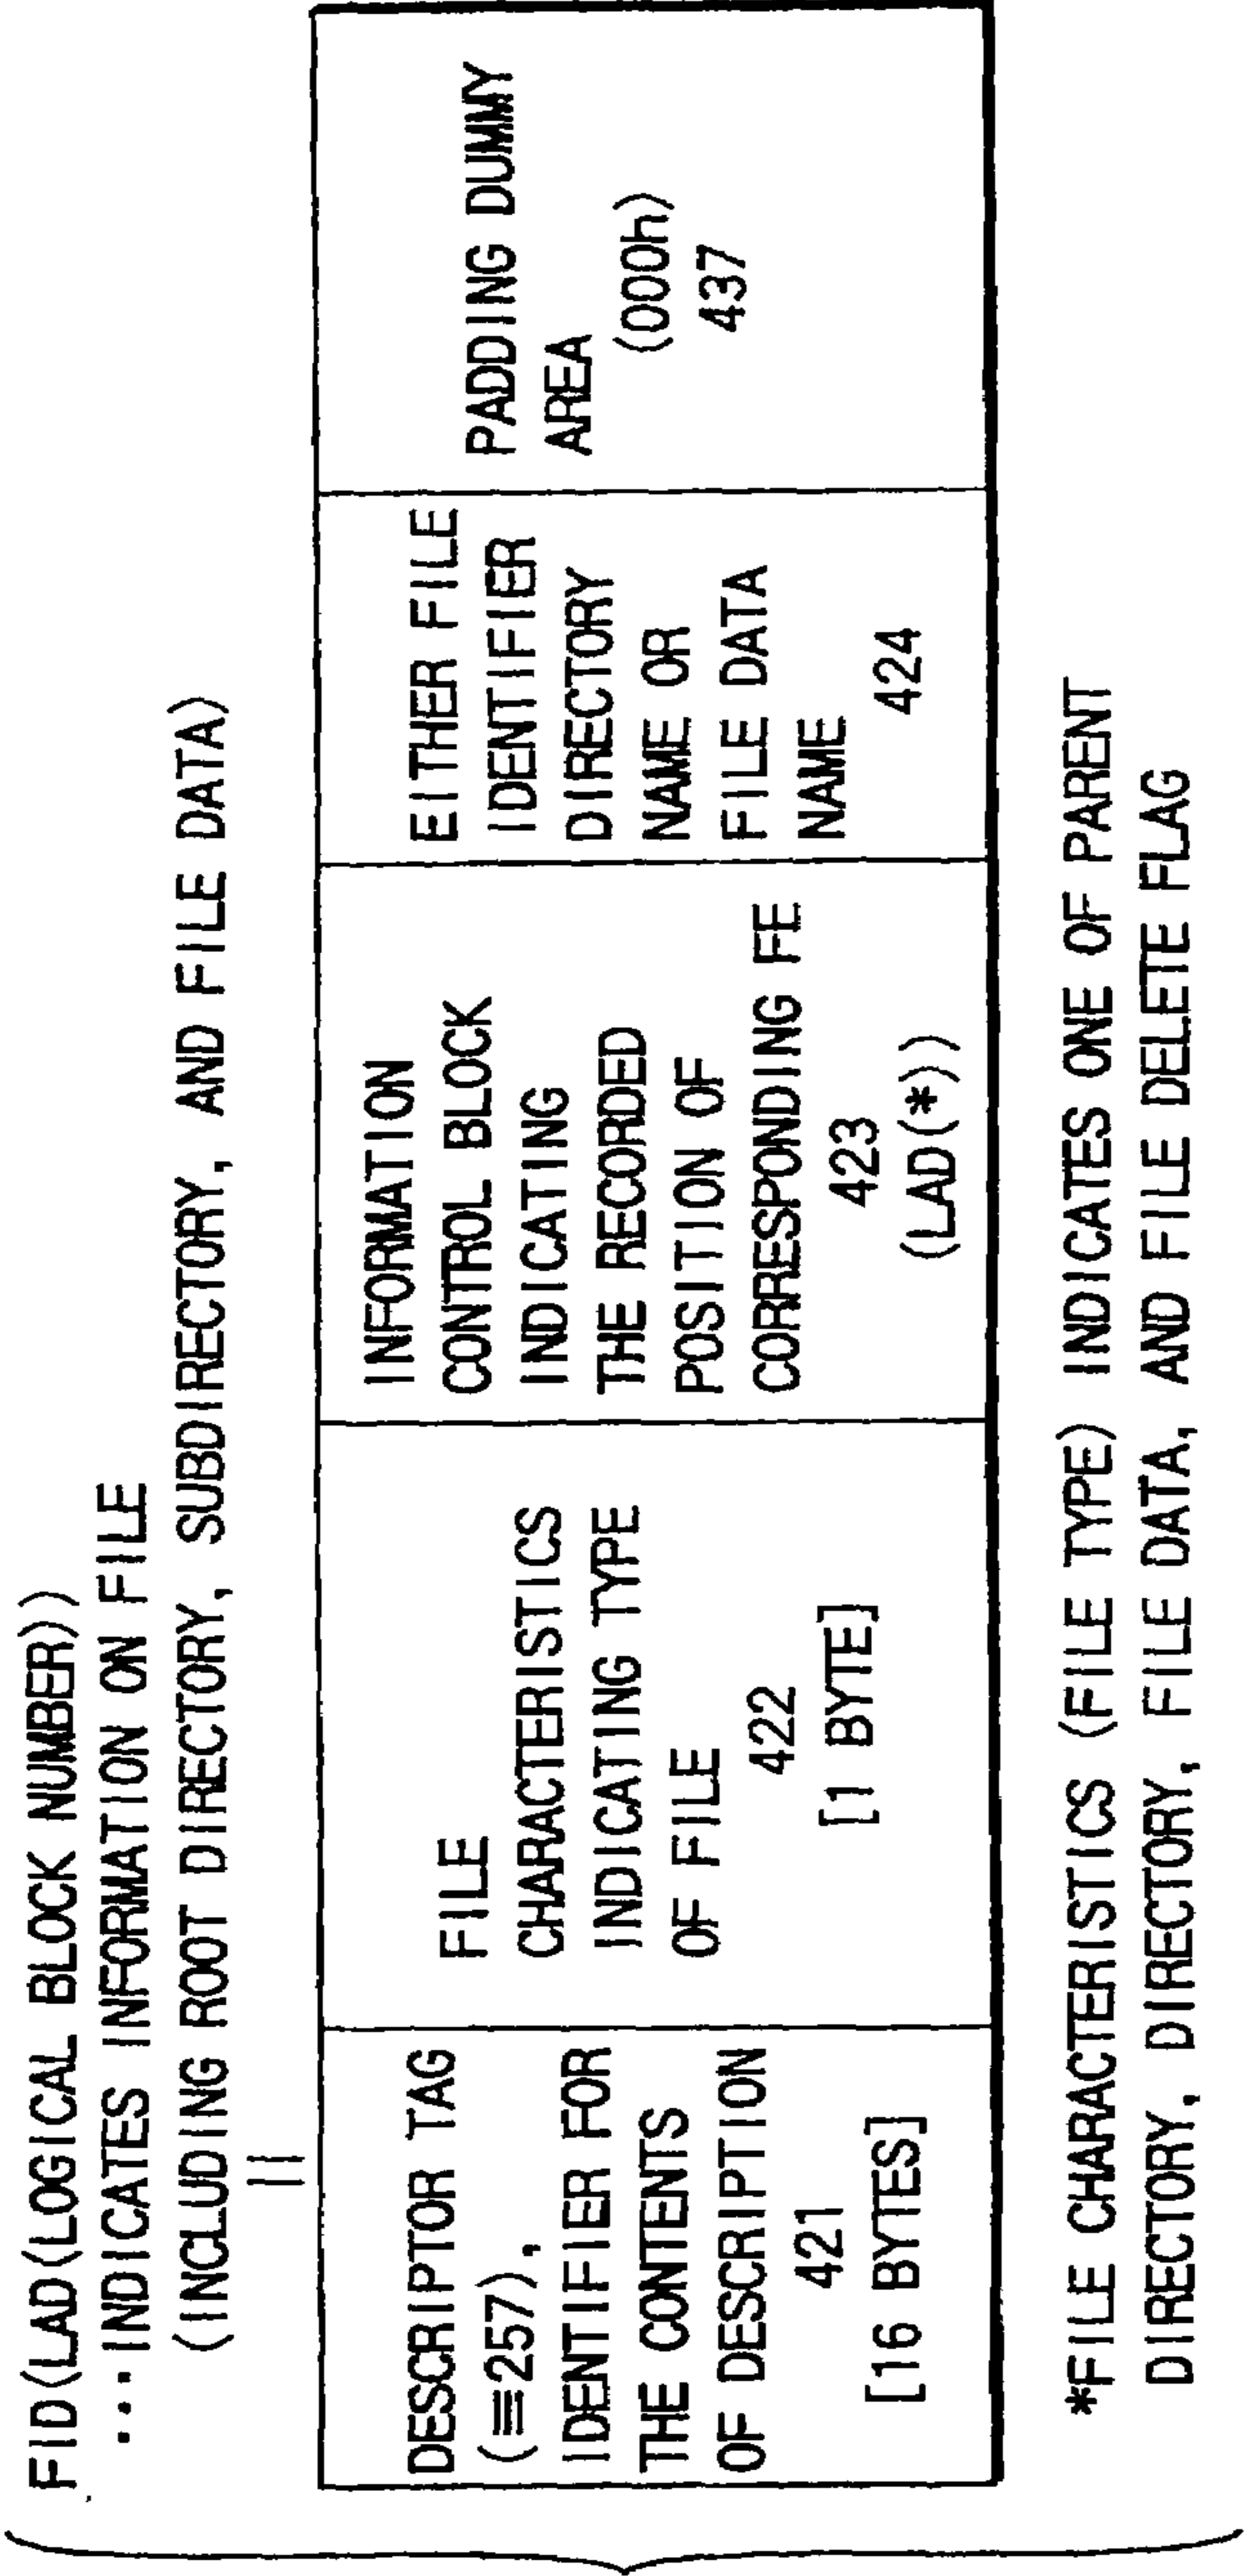 FID(LAD(LOGICAL BLOCK NUMBER))
···INDICATES INFORMATION ON FILE
(INCLUDING ROOT DIRECTORY, SUBDIRECTORY, AND FILE DATA)
||
DESCRIPTOR TAG
(≡257),
IDENTIFIER FOR
THE CONTENTS
OF DESCRIPTION
421
[16 BYTES]
FILE
CHARACTERISTICS
INDICATING TYPE
OF FILE
422
[1 BYTE]
INFORMATION
CONTROL BLOCK
INDICATING
THE RECORDED
POSITION OF
CORRESPONDING FE
423
(LAD(*))
EITHER FILE
IDENTIFIER
DIRECTORY
NAME OR
FILE DATA
NAME
424
PADDING DUMMY
AREA
(000h)
437
*FILE CHARACTERISTICS (FILE TYPE) INDICATES ONE OF PARENT
DIRECTORY, DIRECTORY, FILE DATA, AND FILE DELETE FLAG